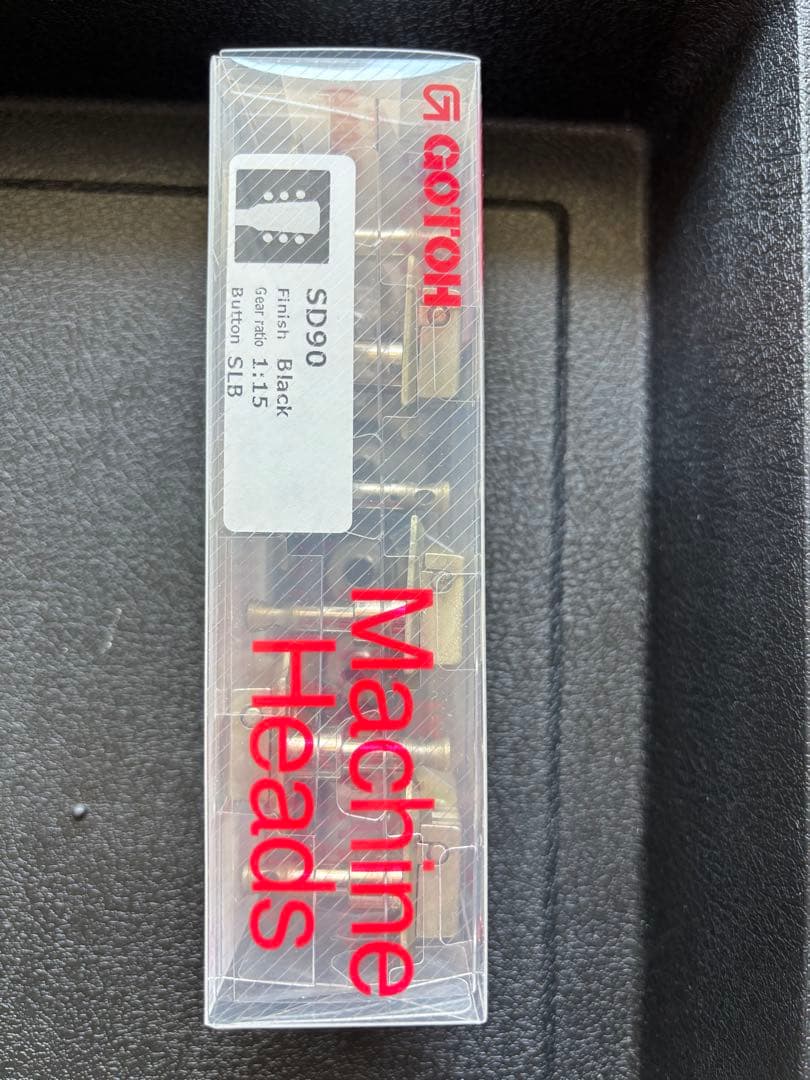 GOTOH
SD90
Finish Black
Gear ratio 1:15
Button SLB
Machine
Heads